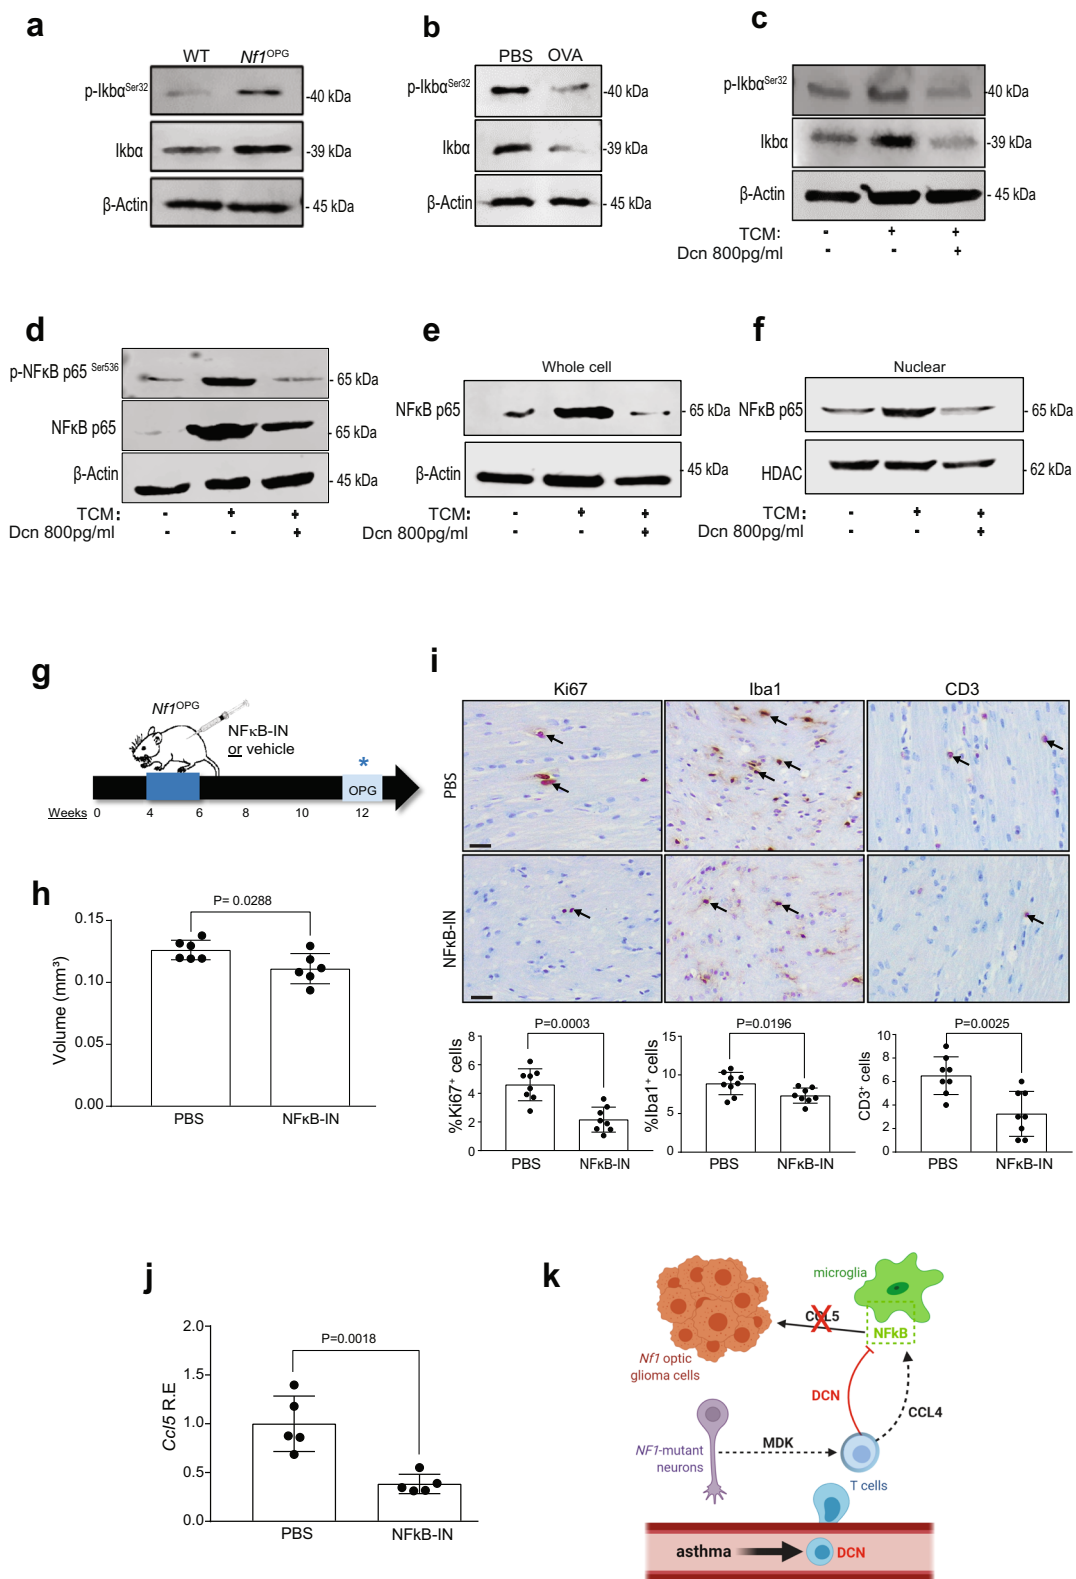 a
WT Nf1OPG
p-IkbαSer32
-40 kDa
Ikbα
-39 kDa
β-Actin
- 45 kDa
b
PBS OVA
p-IkbαSer32
-40 kDa
Ikbα
-39 kDa
β-Actin
- 45 kDa
c
p-IkbαSer32
-40 kDa
Ikbα
-39 kDa
β-Actin
- 45 kDa
TCM: - + +
Dcn 800pg/ml - - +
d
p-NFκB p65 Ser536
- 65 kDa
NFκB p65
- 65 kDa
β-Actin
- 45 kDa
TCM: - + +
Dcn 800pg/ml - - +
e
Whole cell
NFκB p65
- 65 kDa
β-Actin
- 45 kDa
TCM: - + +
Dcn 800pg/ml - - +
f
Nuclear
NFκB p65
- 65 kDa
HDAC
- 62 kDa
TCM: - + +
Dcn 800pg/ml - - +
g
Nf1OPG
NFκB-IN
or vehicle
*
OPG
Weeks 0 4 6 8 10 12
h
P= 0.0288
Volume (mm³)
0.15
0.10
0.05
0.00
PBS NFκB-IN
i
Ki67 Iba1 CD3
PBS
NFκB-IN
P=0.0003
%Ki67+ cells
8
6
4
2
0
PBS NFκB-IN
P=0.0196
%Iba1+ cells
15
10
5
0
PBS NFκB-IN
P=0.0025
CD3+ cells
10
8
6
4
2
0
PBS NFκB-IN
j
P=0.0018
Ccl5 R.E
2.0
1.5
1.0
0.5
0.0
PBS NFkB-IN
k
microglia
CCL5
NFkB
Nf1 optic
glioma cells
DCN
CCL4
MDK
NF1-mutant
neurons
T cells
asthma
DCN